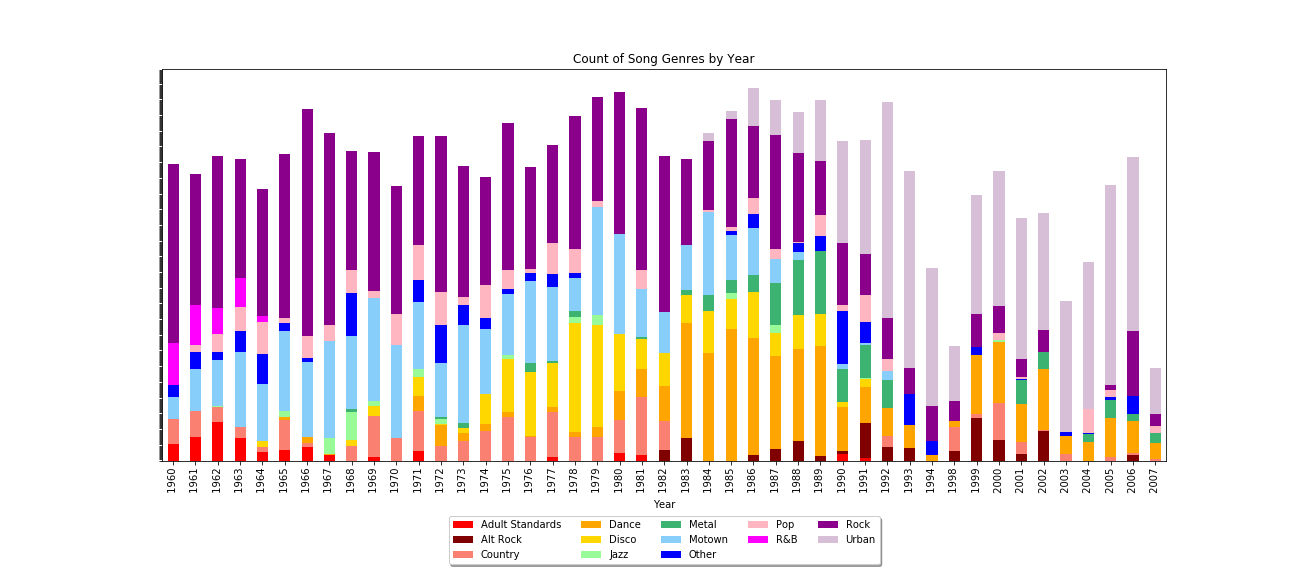 Count of Song Genres by Year
1960 1961 1962 1963 1964 1965 1966 1967 1968 1969 1970 1971 1972 1973 1974 1975 1976 1977 1978 1979 1980 1981 1982 1983 1984 1985 1986 1987 1988 1989 1990 1991 1992 1993 1994 1998 1999 2000 2001 2002 2003 2004 2005 2006 2007
Year
Adult Standards Dance Metal Pop Rock
Alt Rock Disco Motown R&B Urban
Country Jazz Other